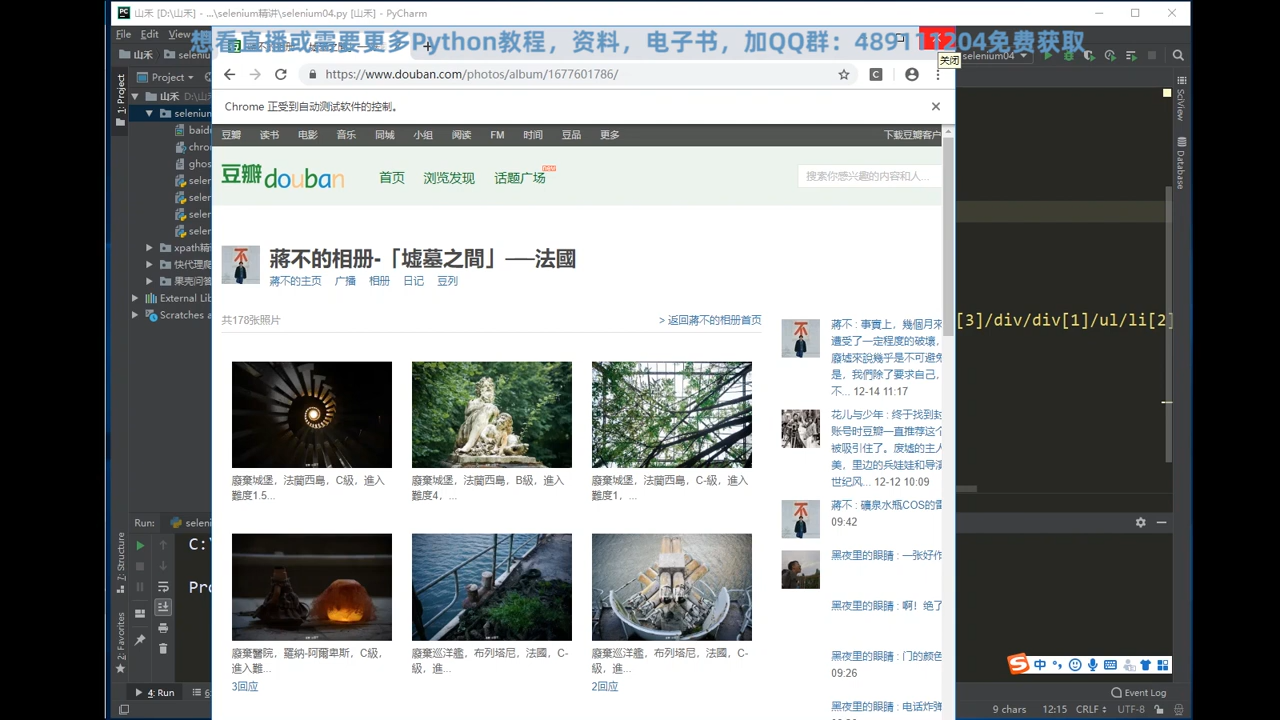 山禾 [D:\山禾] - ...\selenium精讲\selenium04.py [山禾] - PyCharm
File Edit View
想看直播或需要更多Python教程，资料，电子书，加QQ群：489111204免费获取
山禾
selenium04
关闭
https://www.douban.com/photos/album/1677601786/
Project
1: Project
山禾 D:\山禾
Chrome 正受到自动测试软件的控制。
豆瓣 读书 电影 音乐 同城 小组 阅读 FM 时间 豆品 更多 下载豆瓣客户
豆瓣 douban 首页 浏览发现 话题广场
搜索你感兴趣的内容和人...
External Lib
Scratches a
SciView
Database
蔣不的相册-「墟墓之間」──法國
蔣不的主页 广播 相册 日记 豆列
共178张照片
> 返回蔣不的相册首页
[3]/div/div[1]/ul/li[2]
廢棄城堡，法蘭西島，C級，進入
難度1.5...
廢棄城堡，法蘭西島，B級，進入
難度4，...
廢棄城堡，法蘭西島，C-級，進入
難度1，...
廢棄醫院，羅納-阿爾卑斯，C級，
進入難...
3回应
廢棄巡洋艦，布列塔尼，法國，C-
級，進...
廢棄巡洋艦，布列塔尼，法國，C-
級，進...
2回应
蔣不 : 事實上，幾個月來
遭受了一定程度的破壞，
廢墟來說幾乎是不可避免
是，我們除了要求自己，
不... 12-14 11:17
花儿与少年 : 终于找到封
账号时豆瓣一直推荐这个
被吸引住了。废墟的主人
美，里边的兵娃娃和导演
世纪风... 12-12 10:09
蔣不 : 礦泉水瓶COS的雷
09:42
黑夜里的眼睛 : 一张好作
黑夜里的眼睛 : 啊！绝了
黑夜里的眼睛 : 门的颜色
09:26
黑夜里的眼睛 : 电话炸弹
Run: seleni
C:\
Pro
7: Structure
2: Favorites
4: Run
6:
中
Event Log
9 chars 12:15 CRLF UTF-8